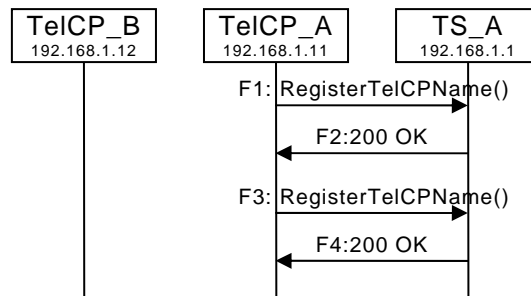 TelCP_B
192.168.1.12
TelCP_A
192.168.1.11
TS_A
192.168.1.1
F1: RegisterTelCPName()
F2:200 OK
F3: RegisterTelCPName()
F4:200 OK